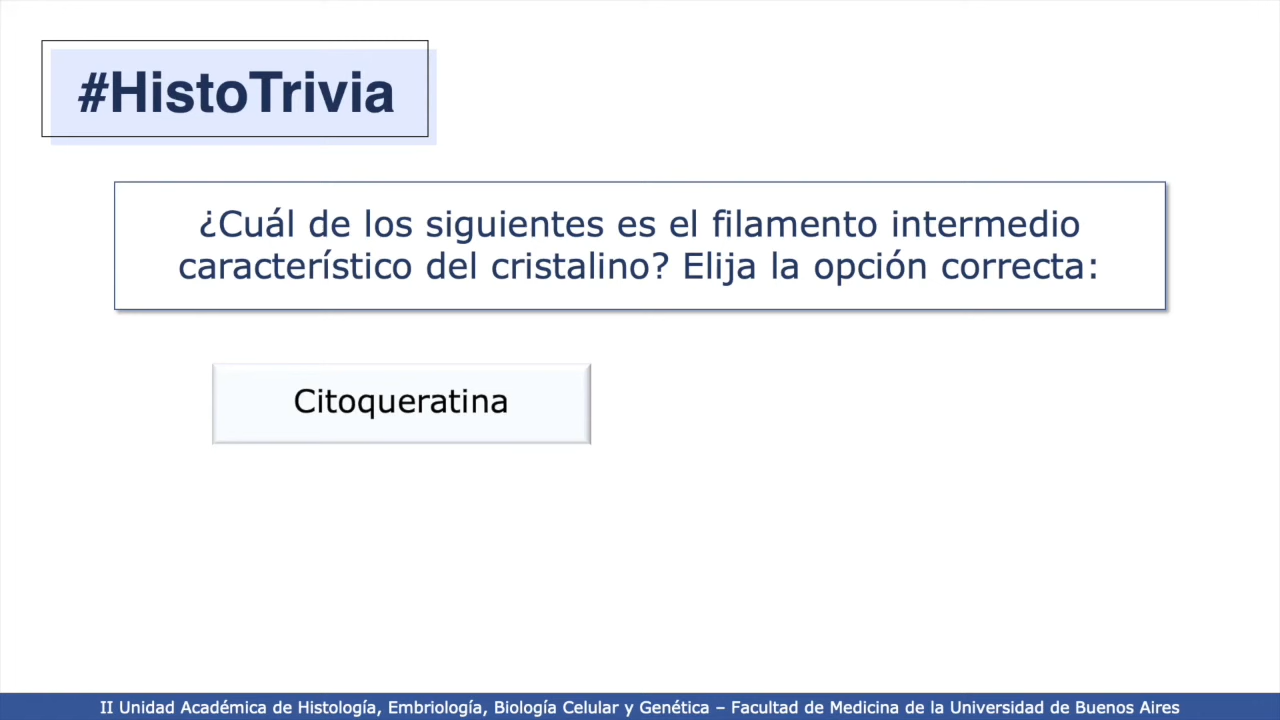 #HistoTrivia
¿Cuál de los siguientes es el filamento intermedio
característico del cristalino? Elija la opción correcta:
Citoqueratina
II Unidad Académica de Histología, Embriología, Biología Celular y Genética – Facultad de Medicina de la Universidad de Buenos Aires